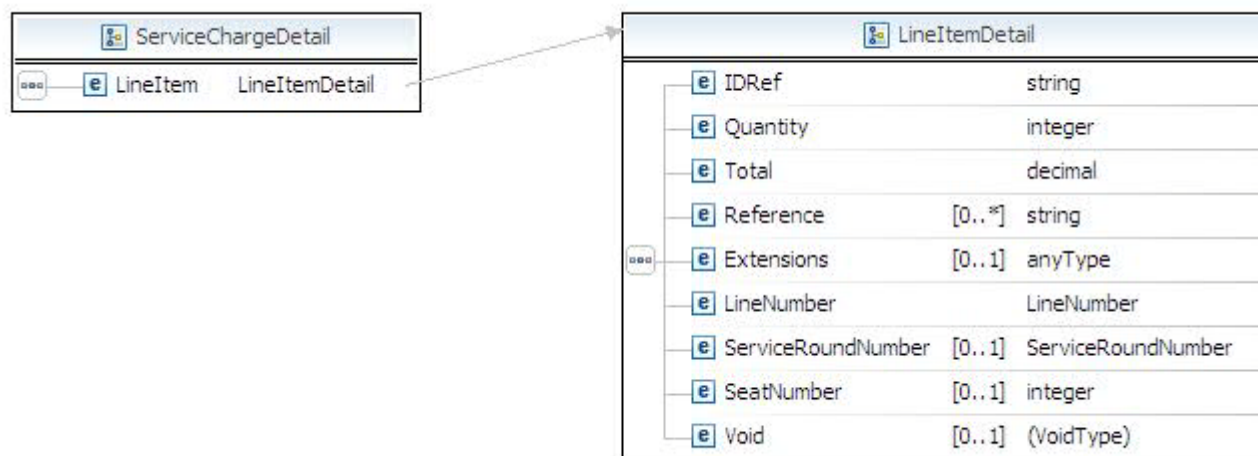 ServiceChargeDetail
e LineItem LineItemDetail
LineItemDetail
e IDRef string
e Quantity integer
e Total decimal
e Reference [0..*] string
e Extensions [0..1] anyType
e LineNumber LineNumber
e ServiceRoundNumber [0..1] ServiceRoundNumber
e SeatNumber [0..1] integer
e Void [0..1] (VoidType)